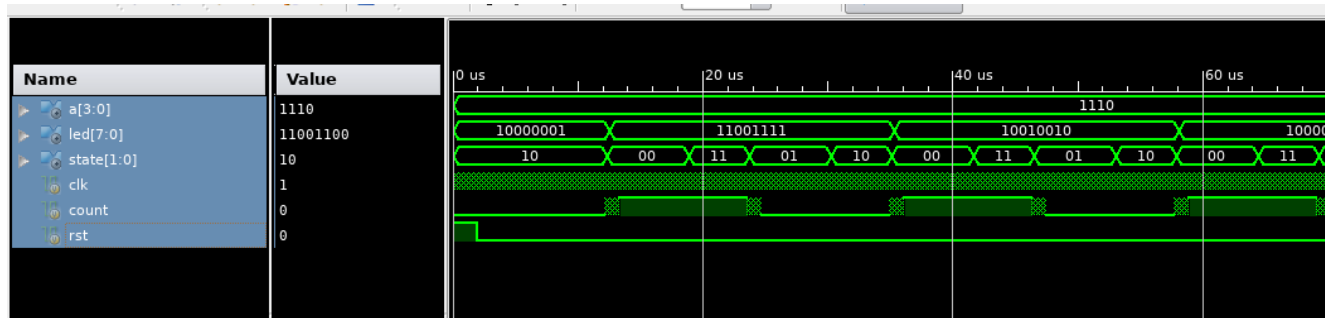 Name Value 0 us 20 us 40 us 60 us
a[3:0] 1110 1110
led[7:0] 11001100 10000001 11001111 10010010 10000
state[1:0] 10 10 00 11 01 10 00 11 01 10 00 11
clk 1
count 0
rst 0